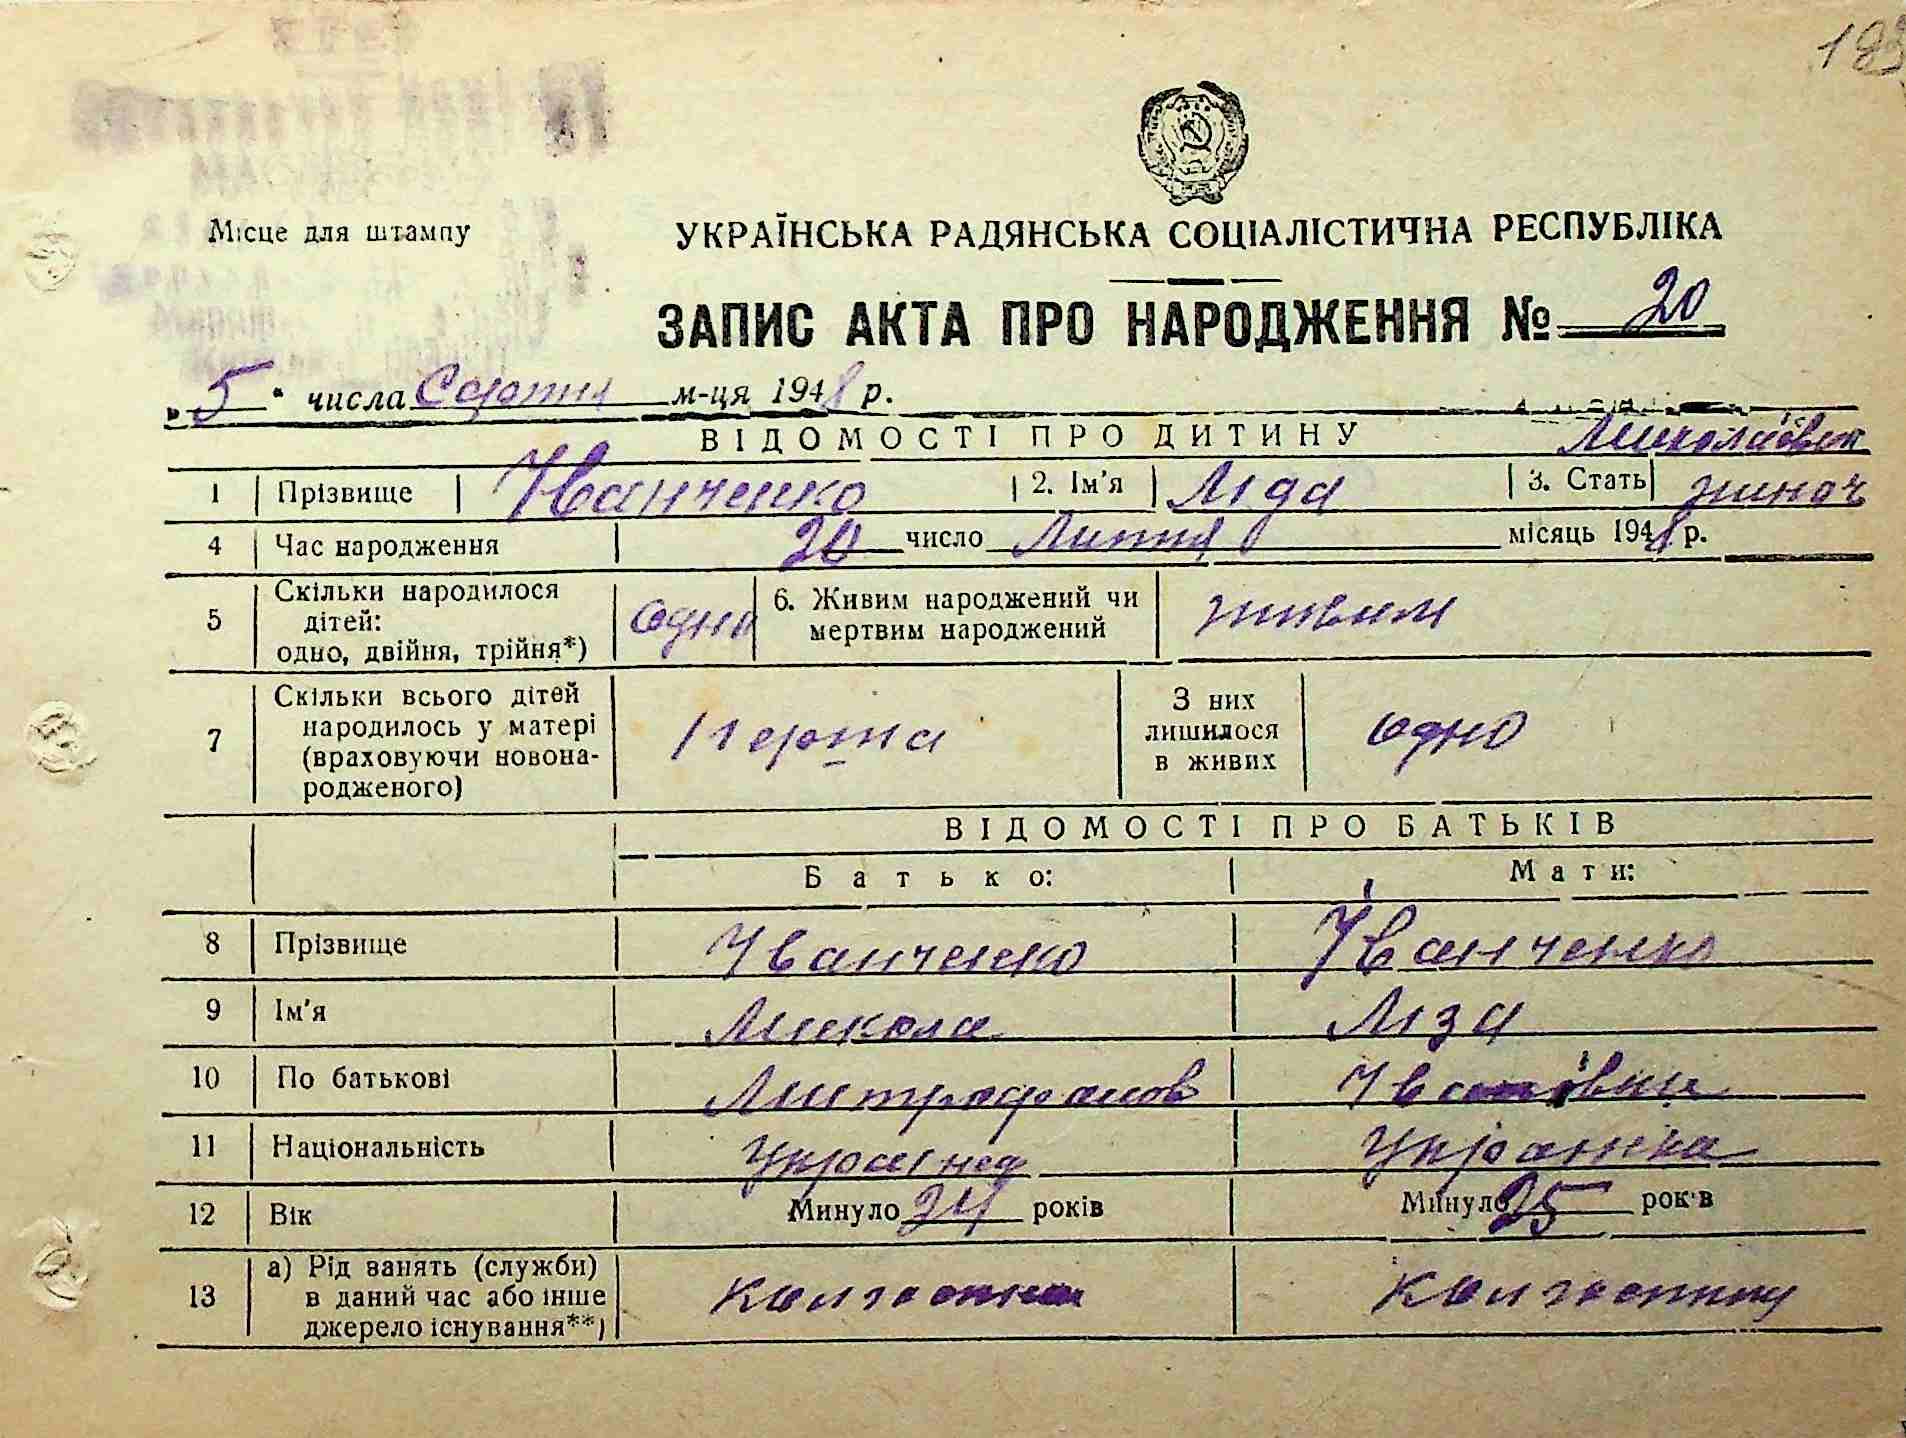 Місце для штампу
УКРАЇНСЬКА РАДЯНСЬКА СОЦІАЛІСТИЧНА РЕСПУБЛІКА
ЗАПИС АКТА ПРО НАРОДЖЕННЯ № 20
„5" числа Серпня м-ця 1948 р.
ВІДОМОСТІ ПРО ДИТИНУ
1 Прізвище Іванченко 2. Ім'я Ліда 3. Стать жиноч
4 Час народження 20 число Липня місяць 1948 р.
5 Скільки народилося дітей: одно, двійня, трійня*) одно 6. Живим народжений чи мертвим народжений живим
7 Скільки всього дітей народилось у матері (враховуючи новонародженого) перша З них лишилося в живих одно
ВІДОМОСТІ ПРО БАТЬКІВ
Батько: Мати:
8 Прізвище Іванченко Іванченко
9 Ім'я Микола Ліза
10 По батькові Митрофанов Іванівна
11 Національність Українец Українка
12 Вік Минуло років Минуло 25 років
13 а) Рід занять (служби) в даний час або інше джерело існування**)